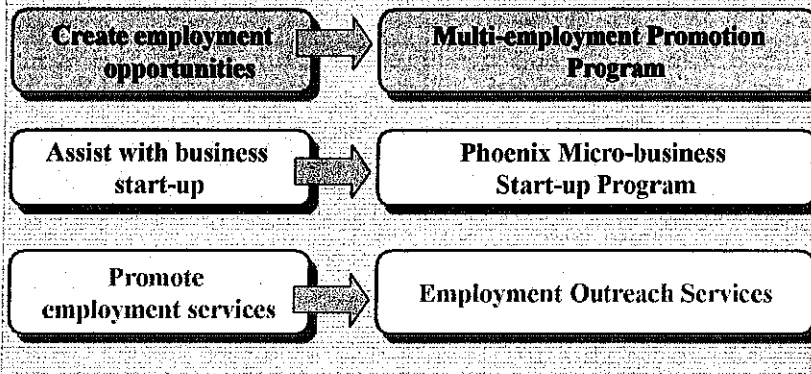 Create employment
opportunities
Multi-employment Promotion
Program
Assist with business
start-up
Phoenix Micro-business
Start-up Program
Promote
employment services
Employment Outreach Services